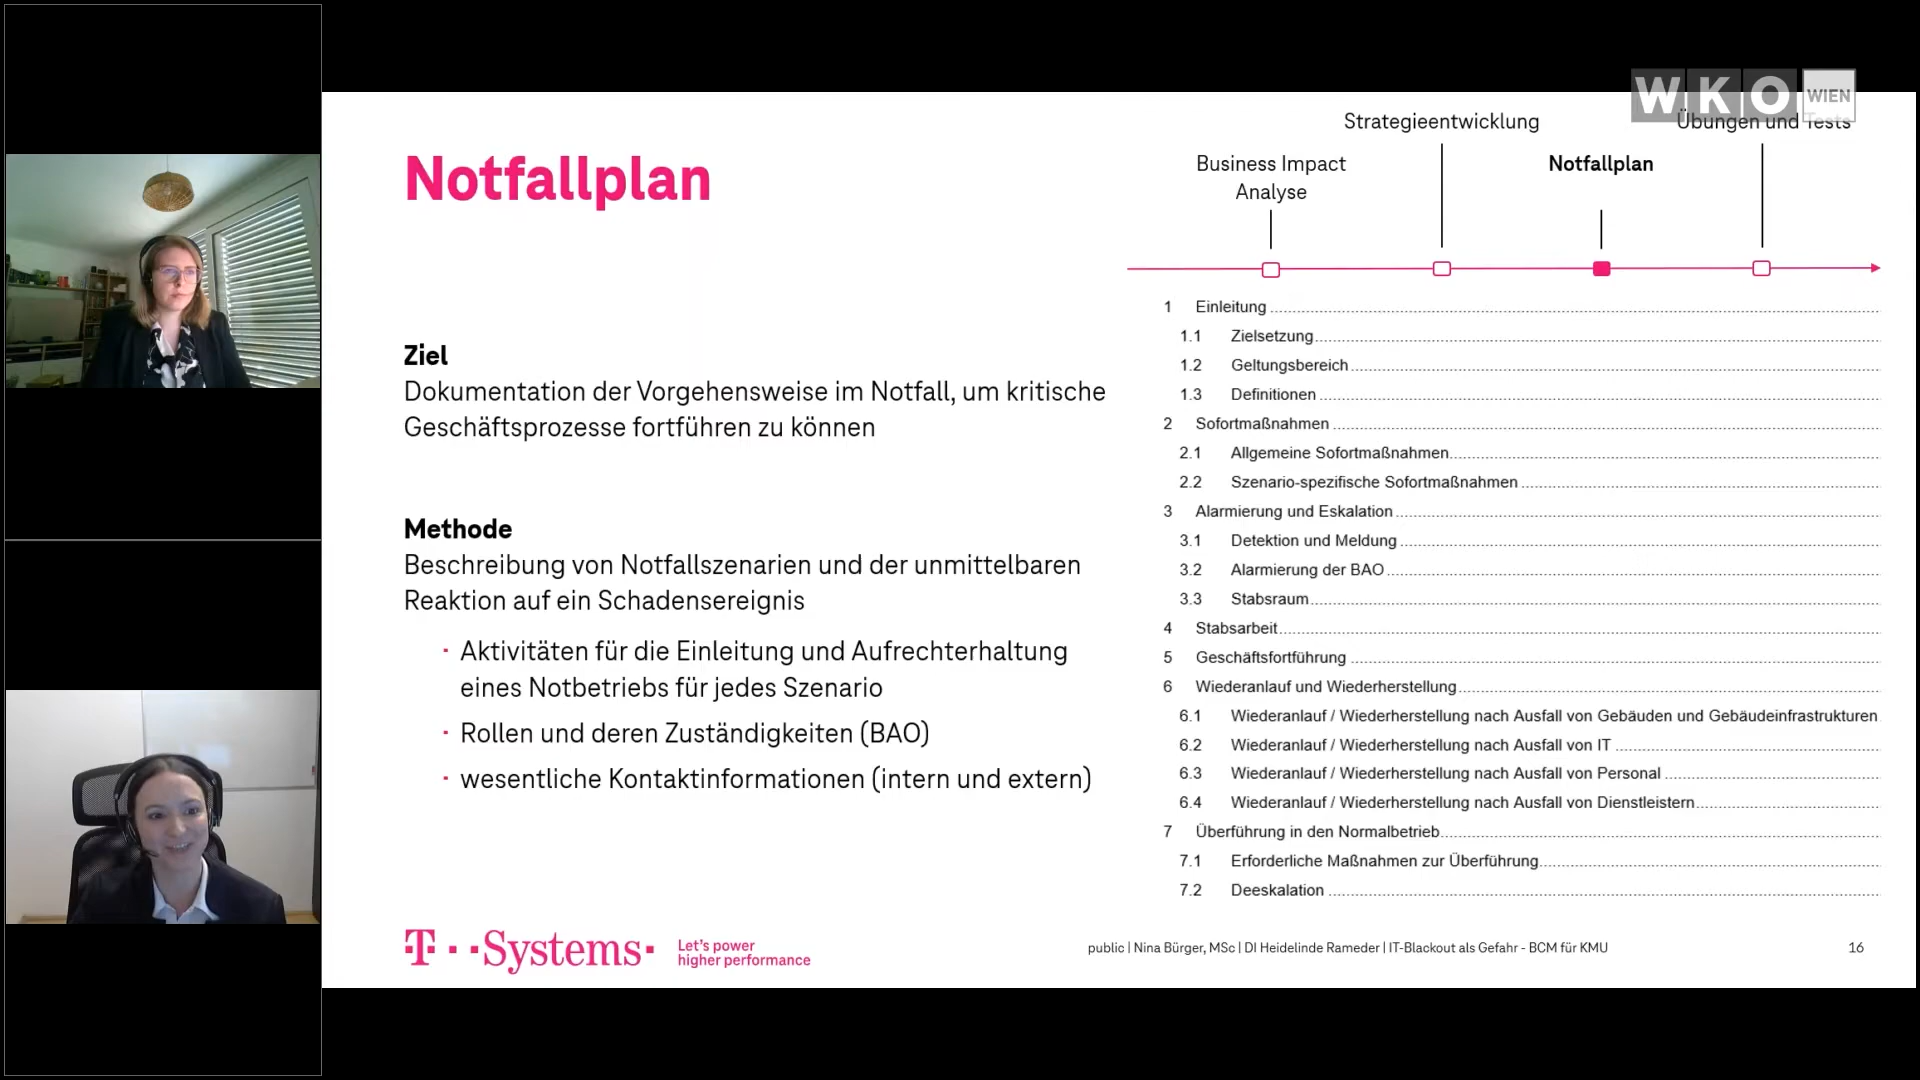 WKO WIEN
Strategieentwicklung
Übungen und Tests
Notfallplan
Business Impact
Analyse
Notfallplan
Ziel
Dokumentation der Vorgehensweise im Notfall, um kritische
Geschäftsprozesse fortführen zu können
Methode
Beschreibung von Notfallszenarien und der unmittelbaren
Reaktion auf ein Schadensereignis
· Aktivitäten für die Einleitung und Aufrechterhaltung
eines Notbetriebs für jedes Szenario
· Rollen und deren Zuständigkeiten (BAO)
· wesentliche Kontaktinformationen (intern und extern)
1 Einleitung
1.1 Zielsetzung
1.2 Geltungsbereich
1.3 Definitionen
2 Sofortmaßnahmen
2.1 Allgemeine Sofortmaßnahmen
2.2 Szenario-spezifische Sofortmaßnahmen
3 Alarmierung und Eskalation
3.1 Detektion und Meldung
3.2 Alarmierung der BAO
3.3 Stabsraum
4 Stabsarbeit
5 Geschäftsfortführung
6 Wiederanlauf und Wiederherstellung
6.1 Wiederanlauf / Wiederherstellung nach Ausfall von Gebäuden und Gebäudeinfrastrukturen
6.2 Wiederanlauf / Wiederherstellung nach Ausfall von IT
6.3 Wiederanlauf / Wiederherstellung nach Ausfall von Personal
6.4 Wiederanlauf / Wiederherstellung nach Ausfall von Dienstleistern
7 Überführung in den Normalbetrieb
7.1 Erforderliche Maßnahmen zur Überführung
7.2 Deeskalation
T··Systems·
Let's power
higher performance
public | Nina Bürger, MSc | DI Heidelinde Rameder | IT-Blackout als Gefahr - BCM für KMU
16